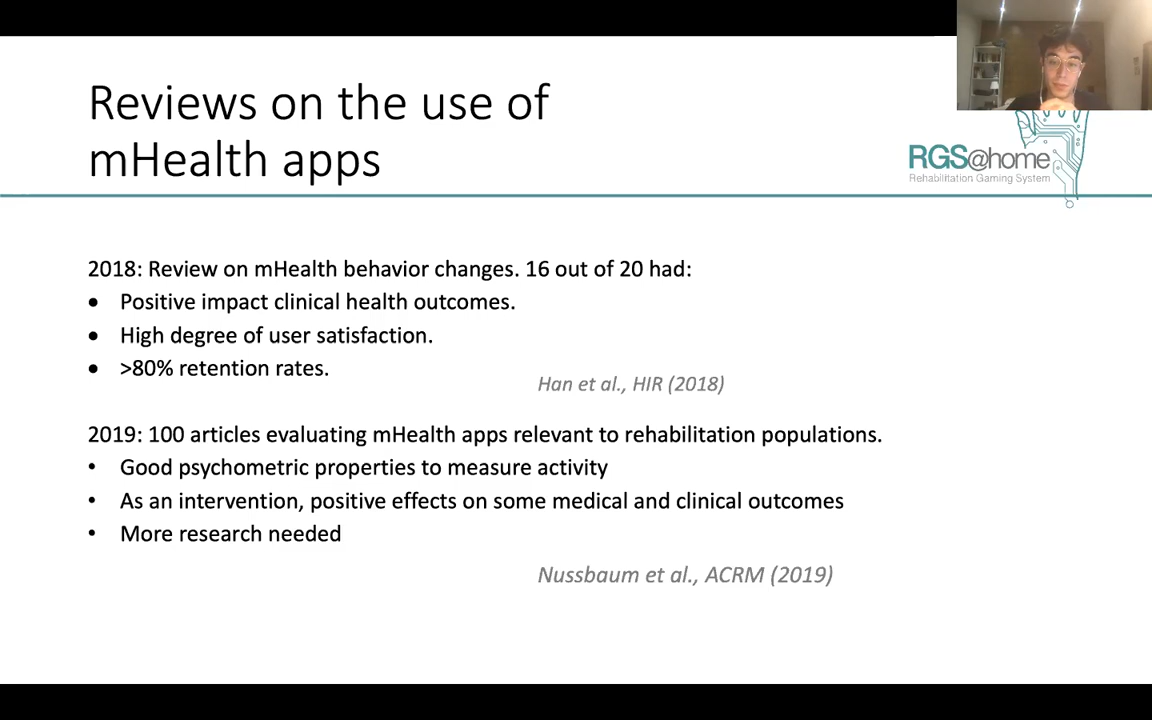 Reviews on the use of
mHealth apps
RGS@home
Rehabilitation Gaming System
2018: Review on mHealth behavior changes. 16 out of 20 had:
• Positive impact clinical health outcomes.
• High degree of user satisfaction.
• >80% retention rates.
Han et al., HIR (2018)
2019: 100 articles evaluating mHealth apps relevant to rehabilitation populations.
• Good psychometric properties to measure activity
• As an intervention, positive effects on some medical and clinical outcomes
• More research needed
Nussbaum et al., ACRM (2019)